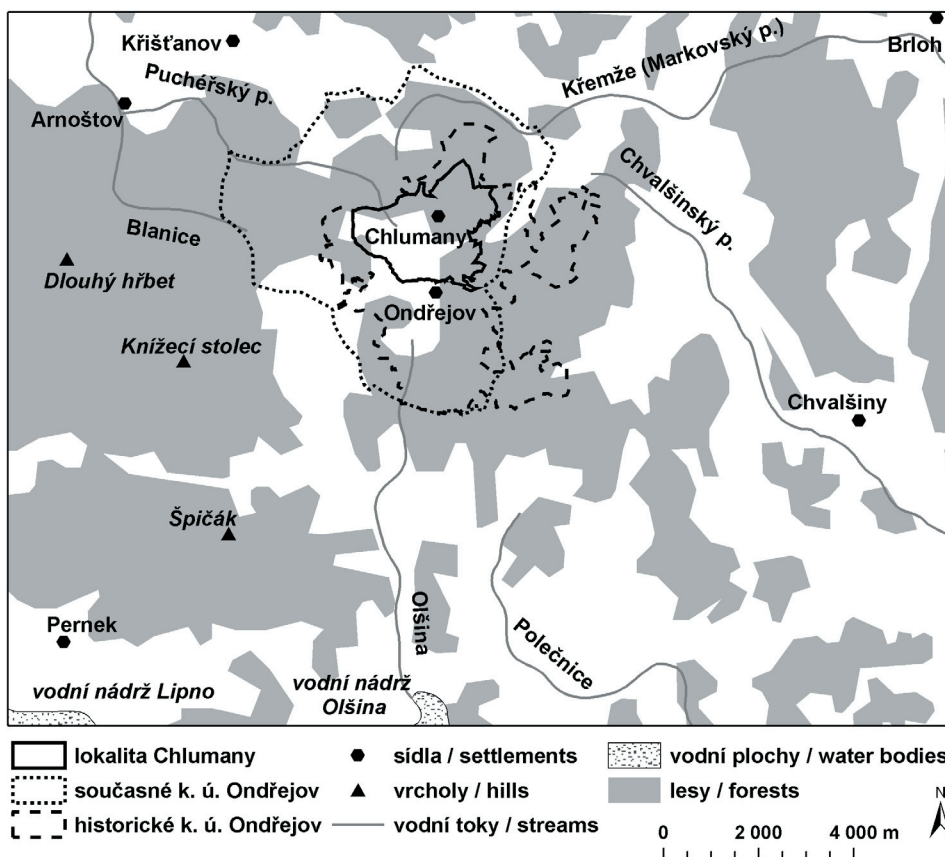 Křišťanov
Brloh
Křemže (Markovský p.)
Puchéřský p.
Arnoštov
Chvalšinský p.
Blanice
Chlumany
Dlouhý hřbet
Ondřejov
Knížecí stolec
Chvalšiny
Špičák
Olšina
Polečnice
Pernek
vodní nádrž Lipno
vodní nádrž
Olšina
lokalita Chlumany
současné k. ú. Ondřejov
historické k. ú. Ondřejov
sídla / settlements
vrcholy / hills
vodní toky / streams
vodní plochy / water bodies
lesy / forests
N
0 2 000 4 000 m